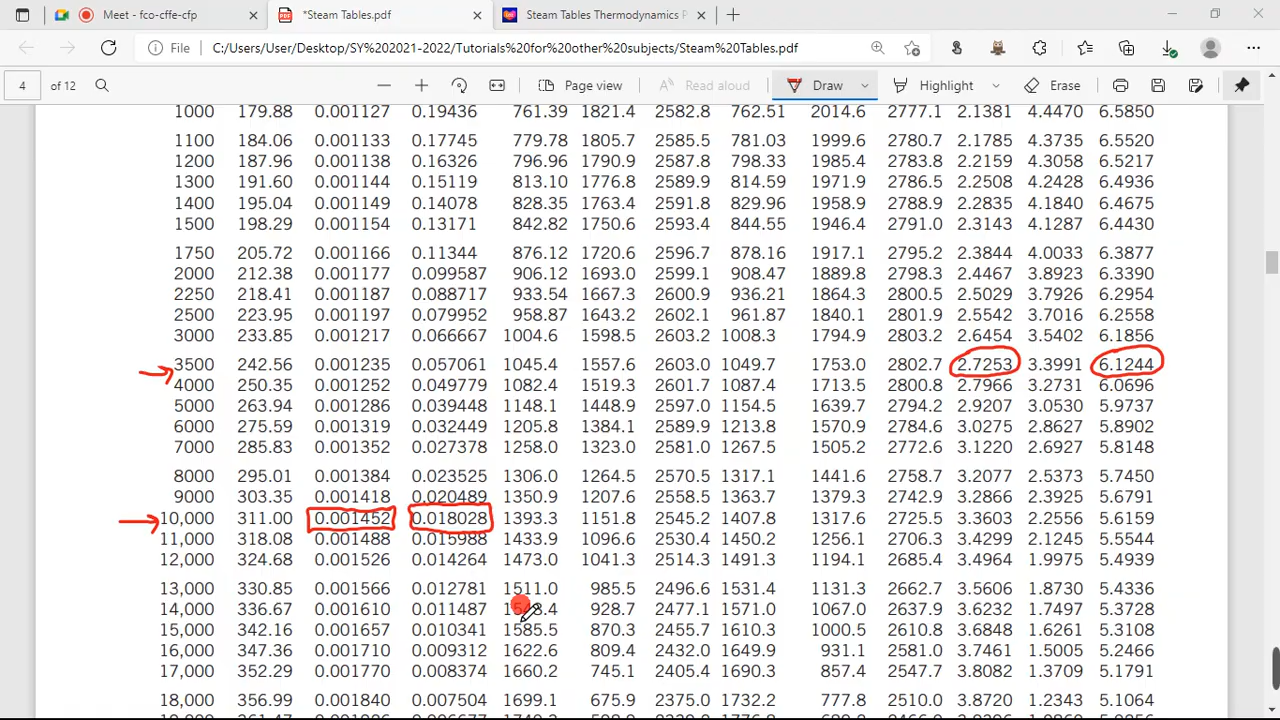 Meet - fco-cffe-cfp
*Steam Tables.pdf
Steam Tables Thermodynamics P
File C:/Users/User/Desktop/SY%202021-2022/Tutorials%20for%20other%20subjects/Steam%20Tables.pdf
4 of 12 Page view Read aloud Draw Highlight Erase
1000 179.88 0.001127 0.19436 761.39 1821.4 2582.8 762.51 2014.6 2777.1 2.1381 4.4470 6.5850
1100 184.06 0.001133 0.17745 779.78 1805.7 2585.5 781.03 1999.6 2780.7 2.1785 4.3735 6.5520
1200 187.96 0.001138 0.16326 796.96 1790.9 2587.8 798.33 1985.4 2783.8 2.2159 4.3058 6.5217
1300 191.60 0.001144 0.15119 813.10 1776.8 2589.9 814.59 1971.9 2786.5 2.2508 4.2428 6.4936
1400 195.04 0.001149 0.14078 828.35 1763.4 2591.8 829.96 1958.9 2788.9 2.2835 4.1840 6.4675
1500 198.29 0.001154 0.13171 842.82 1750.6 2593.4 844.55 1946.4 2791.0 2.3143 4.1287 6.4430
1750 205.72 0.001166 0.11344 876.12 1720.6 2596.7 878.16 1917.1 2795.2 2.3844 4.0033 6.3877
2000 212.38 0.001177 0.099587 906.12 1693.0 2599.1 908.47 1889.8 2798.3 2.4467 3.8923 6.3390
2250 218.41 0.001187 0.088717 933.54 1667.3 2600.9 936.21 1864.3 2800.5 2.5029 3.7926 6.2954
2500 223.95 0.001197 0.079952 958.87 1643.2 2602.1 961.87 1840.1 2801.9 2.5542 3.7016 6.2558
3000 233.85 0.001217 0.066667 1004.6 1598.5 2603.2 1008.3 1794.9 2803.2 2.6454 3.5402 6.1856
3500 242.56 0.001235 0.057061 1045.4 1557.6 2603.0 1049.7 1753.0 2802.7 2.7253 3.3991 6.1244
4000 250.35 0.001252 0.049779 1082.4 1519.3 2601.7 1087.4 1713.5 2800.8 2.7966 3.2731 6.0696
5000 263.94 0.001286 0.039448 1148.1 1448.9 2597.0 1154.5 1639.7 2794.2 2.9207 3.0530 5.9737
6000 275.59 0.001319 0.032449 1205.8 1384.1 2589.9 1213.8 1570.9 2784.6 3.0275 2.8627 5.8902
7000 285.83 0.001352 0.027378 1258.0 1323.0 2581.0 1267.5 1505.2 2772.6 3.1220 2.6927 5.8148
8000 295.01 0.001384 0.023525 1306.0 1264.5 2570.5 1317.1 1441.6 2758.7 3.2077 2.5373 5.7450
9000 303.35 0.001418 0.020489 1350.9 1207.6 2558.5 1363.7 1379.3 2742.9 3.2866 2.3925 5.6791
10,000 311.00 0.001452 0.018028 1393.3 1151.8 2545.2 1407.8 1317.6 2725.5 3.3603 2.2556 5.6159
11,000 318.08 0.001488 0.015988 1433.9 1096.6 2530.4 1450.2 1256.1 2706.3 3.4299 2.1245 5.5544
12,000 324.68 0.001526 0.014264 1473.0 1041.3 2514.3 1491.3 1194.1 2685.4 3.4964 1.9975 5.4939
13,000 330.85 0.001566 0.012781 1511.0 985.5 2496.6 1531.4 1131.3 2662.7 3.5606 1.8730 5.4336
14,000 336.67 0.001610 0.011487 928.7 2477.1 1571.0 1067.0 2637.9 3.6232 1.7497 5.3728
15,000 342.16 0.001657 0.010341 1585.5 870.3 2455.7 1610.3 1000.5 2610.8 3.6848 1.6261 5.3108
16,000 347.36 0.001710 0.009312 1622.6 809.4 2432.0 1649.9 931.1 2581.0 3.7461 1.5005 5.2466
17,000 352.29 0.001770 0.008374 1660.2 745.1 2405.4 1690.3 857.4 2547.7 3.8082 1.3709 5.1791
18,000 356.99 0.001840 0.007504 1699.1 675.9 2375.0 1732.2 777.8 2510.0 3.8720 1.2343 5.1064